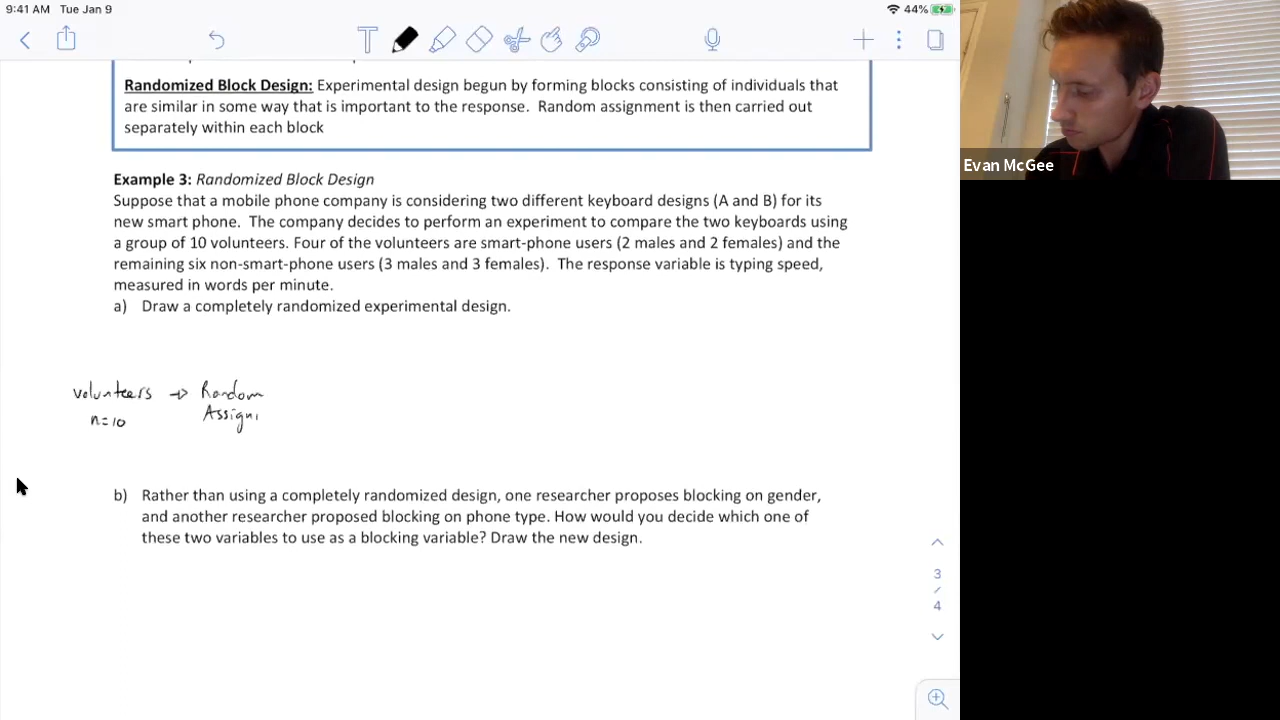 9:41 AM Tue Jan 9
44%
Randomized Block Design: Experimental design begun by forming blocks consisting of individuals that
are similar in some way that is important to the response. Random assignment is then carried out
separately within each block
Evan McGee
Example 3: Randomized Block Design
Suppose that a mobile phone company is considering two different keyboard designs (A and B) for its
new smart phone. The company decides to perform an experiment to compare the two keyboards using
a group of 10 volunteers. Four of the volunteers are smart-phone users (2 males and 2 females) and the
remaining six non-smart-phone users (3 males and 3 females). The response variable is typing speed,
measured in words per minute.
a) Draw a completely randomized experimental design.
volunteers → Random
n=10 Assign
b) Rather than using a completely randomized design, one researcher proposes blocking on gender,
and another researcher proposed blocking on phone type. How would you decide which one of
these two variables to use as a blocking variable? Draw the new design.
3
/
4